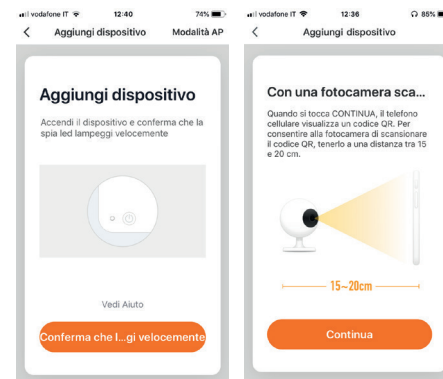 vodafone IT 12:40 74%
Aggiungi dispositivo Modalità AP
Aggiungi dispositivo
Accendi il dispositivo e conferma che la
spia led lampeggi velocemente
Vedi Aiuto
Conferma che l...gi velocemente
vodafone IT 12:36 85%
Aggiungi dispositivo
Con una fotocamera sca...
Quando si tocca CONTINUA, il telefono
cellulare visualizza un codice QR. Per
consentire alla fotocamera di scansionare
il codice QR, tenerlo a una distanza tra 15
e 20 cm.
15~20cm
Continua